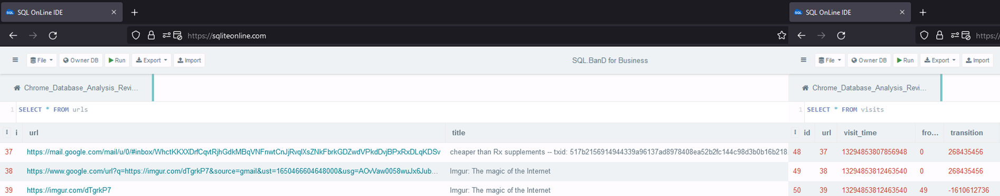 SQL OnLine IDE
SQL OnLine IDE
https://sqliteonline.com
https://
File Owner DB Run Export Import
SQL.BanD for Business
File Owner DB Run Export Import
Chrome_Database_Analysis_Revi...
Chrome_Database_Analysis_Revi...
1 SELECT * FROM urls
1 SELECT * FROM visits
i url title
id url visit_time fro... transition
37 https://mail.google.com/mail/u/0/#inbox/WhctKKXXDrfCqvtRjhGdkMBqVNFnwtCnJjRvqlXsZNkFbrkGDZwdVPkdDvjBPxRxDLqKDSv cheaper than Rx supplements -- txid: 517b2156914944339a96137ad8978408ea52b2fc144c98d3b0b16b218
48 37 13294853807856948 0 268435456
38 https://www.google.com/url?q=https://imgur.com/dTgrkP7&source=gmail&ust=1650466604648000&usg=AOvVaw0058wuJx6Jub... Imgur: The magic of the Internet
49 38 13294853812463540 0 268435456
39 https://imgur.com/dTgrkP7 Imgur: The magic of the Internet
50 39 13294853812463540 49 -1610612736